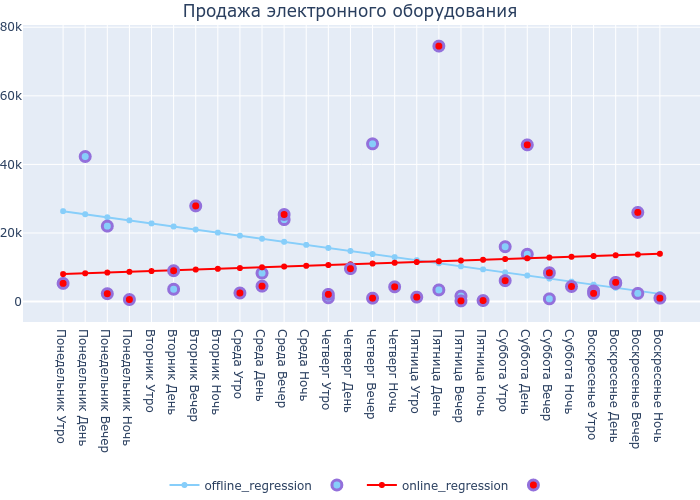 Продажа электронного оборудования
80k
60k
40k
20k
0
Понедельник Утро
Понедельник День
Понедельник Вечер
Понедельник Ночь
Вторник Утро
Вторник День
Вторник Вечер
Вторник Ночь
Среда Утро
Среда День
Среда Вечер
Среда Ночь
Четверг Утро
Четверг День
Четверг Вечер
Четверг Ночь
Пятница Утро
Пятница День
Пятница Вечер
Пятница Ночь
Суббота Утро
Суббота День
Суббота Вечер
Суббота Ночь
Воскресенье Утро
Воскресенье День
Воскресенье Вечер
Воскресенье Ночь
offline_regression
online_regression